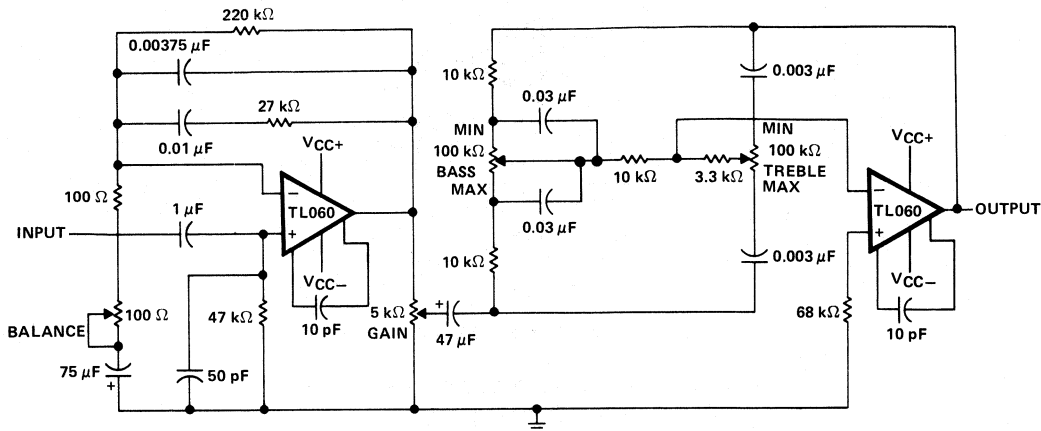 220 kΩ
0.00375 μF
27 kΩ
0.01 μF
100 Ω
1 μF
INPUT
VCC+
−
TL060
+
VCC−
10 pF
100 Ω
BALANCE
75 μF
+
50 pF
47 kΩ
5 kΩ
GAIN
+
47 μF
10 kΩ
0.03 μF
MIN
100 kΩ
BASS
MAX
0.03 μF
10 kΩ
10 kΩ
3.3 kΩ
0.003 μF
MIN
100 kΩ
TREBLE
MAX
0.003 μF
VCC+
−
TL060
+
VCC−
OUTPUT
68 kΩ
10 pF